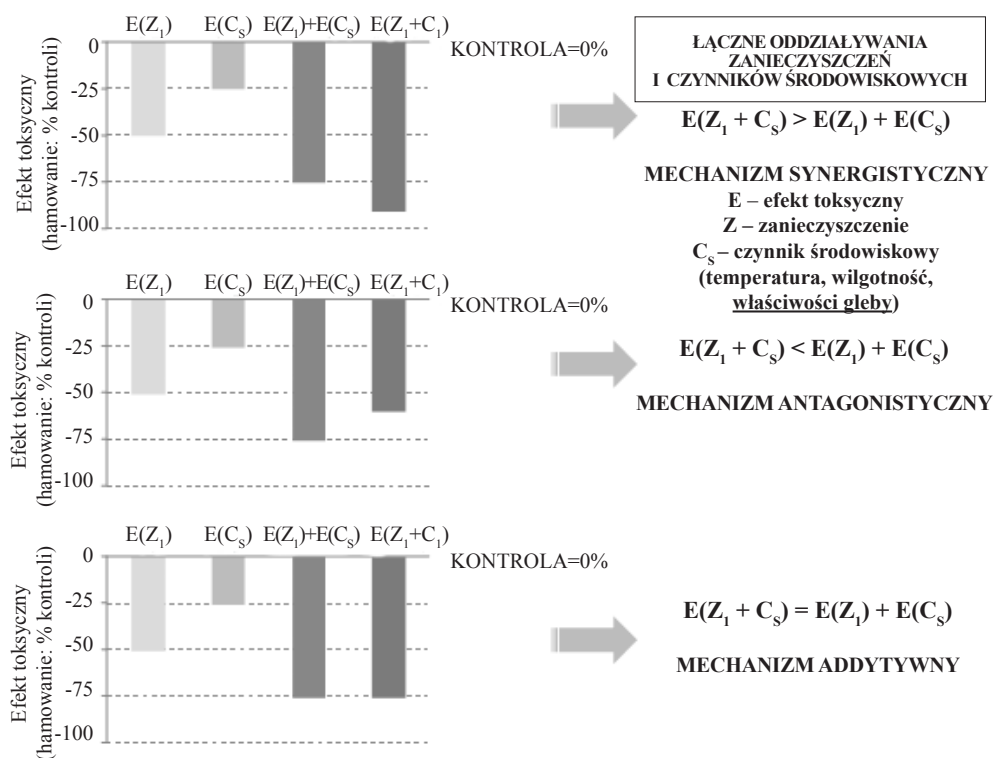 E(Z₁) E(Cₛ) E(Z₁)+E(Cₛ) E(Z₁+C₁)
Efekt toksyczny
(hamowanie: % kontroli)
0
-25
-50
-75
-100
KONTROLA=0%
ŁĄCZNE ODDZIAŁYWANIA
ZANIECZYSZCZEŃ
I CZYNNIKÓW ŚRODOWISKOWYCH
E(Z₁ + Cₛ) > E(Z₁) + E(Cₛ)
MECHANIZM SYNERGISTYCZNY
E – efekt toksyczny
Z – zanieczyszczenie
Cₛ – czynnik środowiskowy
(temperatura, wilgotność,
właściwości gleby)
E(Z₁) E(Cₛ) E(Z₁)+E(Cₛ) E(Z₁+C₁)
Efekt toksyczny
(hamowanie: % kontroli)
0
-25
-50
-75
-100
KONTROLA=0%
E(Z₁ + Cₛ) < E(Z₁) + E(Cₛ)
MECHANIZM ANTAGONISTYCZNY
E(Z₁) E(Cₛ) E(Z₁)+E(Cₛ) E(Z₁+C₁)
Efekt toksyczny
(hamowanie: % kontroli)
0
-25
-50
-75
-100
KONTROLA=0%
E(Z₁ + Cₛ) = E(Z₁) + E(Cₛ)
MECHANIZM ADDYTYWNY